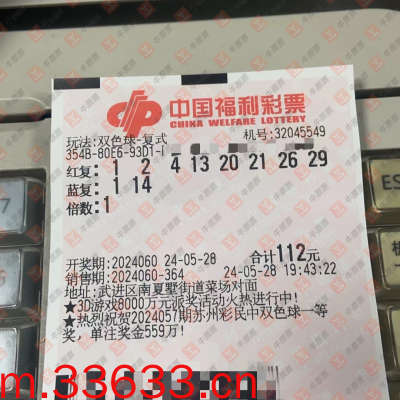 中国福利彩票
CHINA WELFARE LOTTERY
玩法:双色球-复式
机号:32045549
354B-80E6-93D1-
红复: 1 2 4 13 20 21 26 29
蓝复: 1 14
倍数:1
开奖期:2024060 24-05-28 合计112元
销售期:2024060-364 24-05-28 19:43:22
地址:武进区南夏墅街道菜场对面
★3D游戏8000万元派奖活动火热进行中!
★热烈祝贺2024057期苏州彩民中双色球一等
奖,单注奖金559万!
m.33633.cn